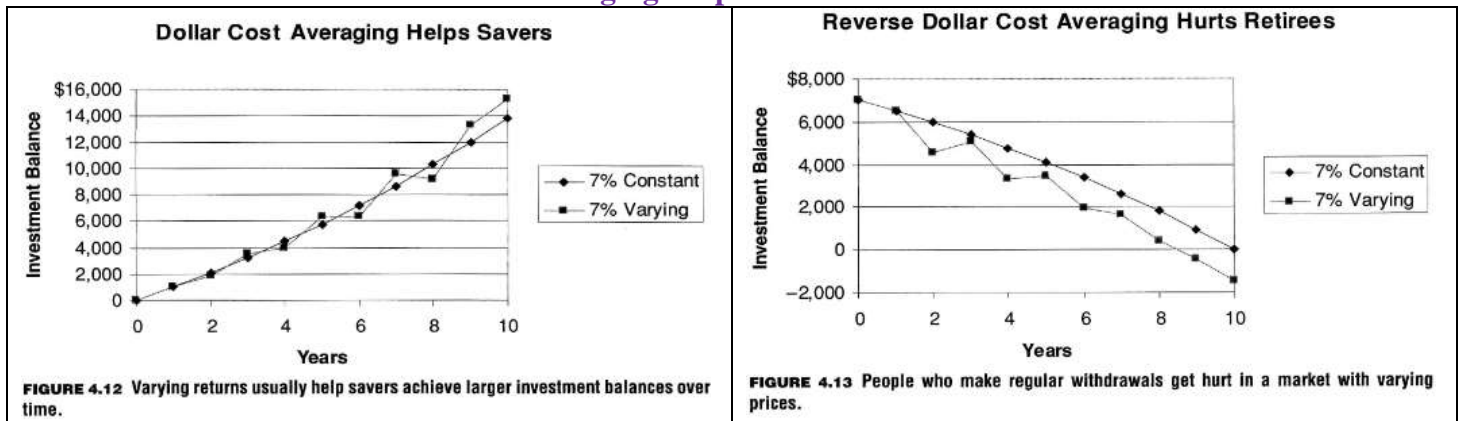 Dollar Cost Averaging Helps Savers
$16,000
14,000
12,000
10,000
8,000
6,000
4,000
2,000
0
Investment Balance
0 2 4 6 8 10
Years
7% Constant
7% Varying
FIGURE 4.12 Varying returns usually help savers achieve larger investment balances over
time.
Reverse Dollar Cost Averaging Hurts Retirees
$8,000
6,000
4,000
2,000
0
−2,000
Investment Balance
0 2 4 6 8 10
Years
7% Constant
7% Varying
FIGURE 4.13 People who make regular withdrawals get hurt in a market with varying
prices.